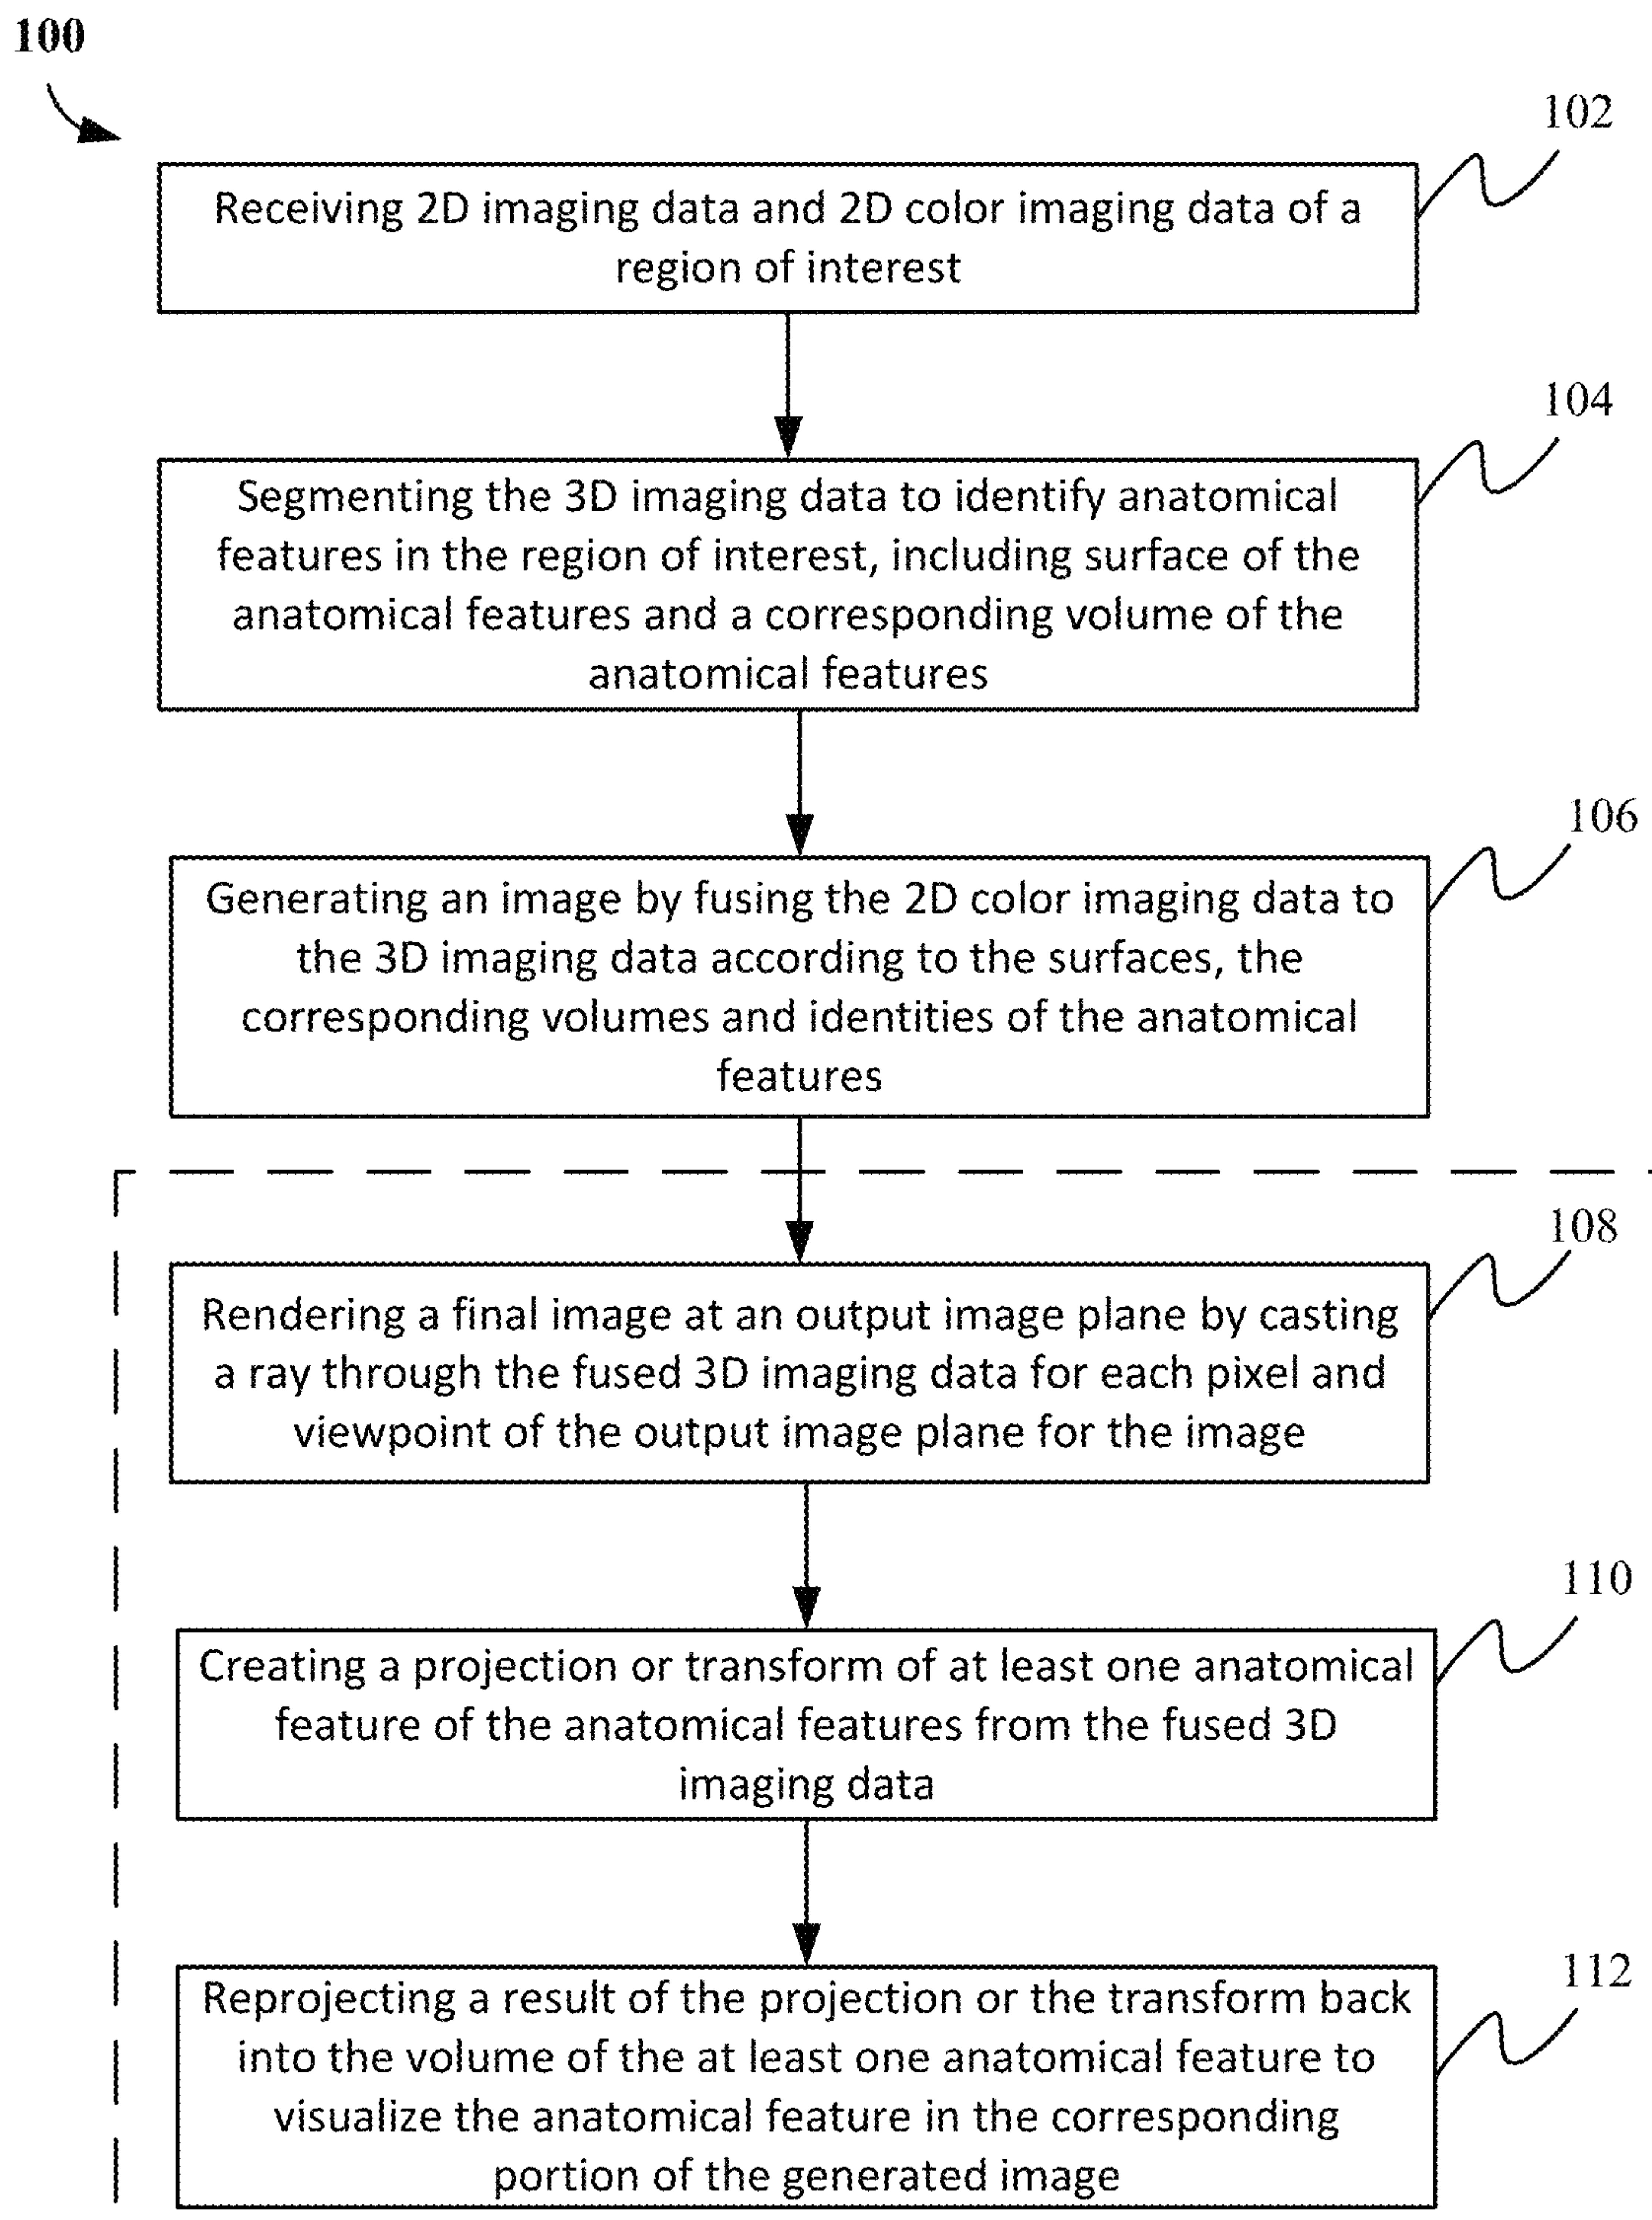 100
102
Receiving 2D imaging data and 2D color imaging data of a
region of interest
104
Segmenting the 3D imaging data to identify anatomical
features in the region of interest, including surface of the
anatomical features and a corresponding volume of the
anatomical features
106
Generating an image by fusing the 2D color imaging data to
the 3D imaging data according to the surfaces, the
corresponding volumes and identities of the anatomical
features
108
Rendering a final image at an output image plane by casting
a ray through the fused 3D imaging data for each pixel and
viewpoint of the output image plane for the image
110
Creating a projection or transform of at least one anatomical
feature of the anatomical features from the fused 3D
imaging data
112
Reprojecting a result of the projection or the transform back
into the volume of the at least one anatomical feature to
visualize the anatomical feature in the corresponding
portion of the generated image